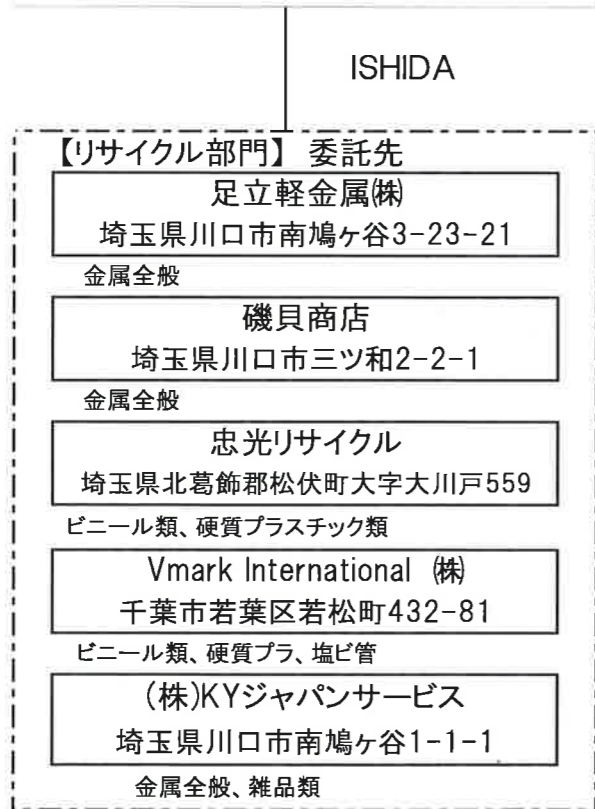 ISHIDA
【リサイクル部門】 委託先
足立軽金属㈱
埼玉県川口市南鳩ヶ谷3-23-21
金属全般
磯貝商店
埼玉県川口市三ツ和2-2-1
金属全般
忠光リサイクル
埼玉県北葛飾郡松伏町大字大川戸559
ビニール類、硬質プラスチック類
Vmark International ㈱
千葉市若葉区若松町432-81
ビニール類、硬質プラ、塩ビ管
(株)KYジャパンサービス
埼玉県川口市南鳩ヶ谷1-1-1
金属全般、雑品類